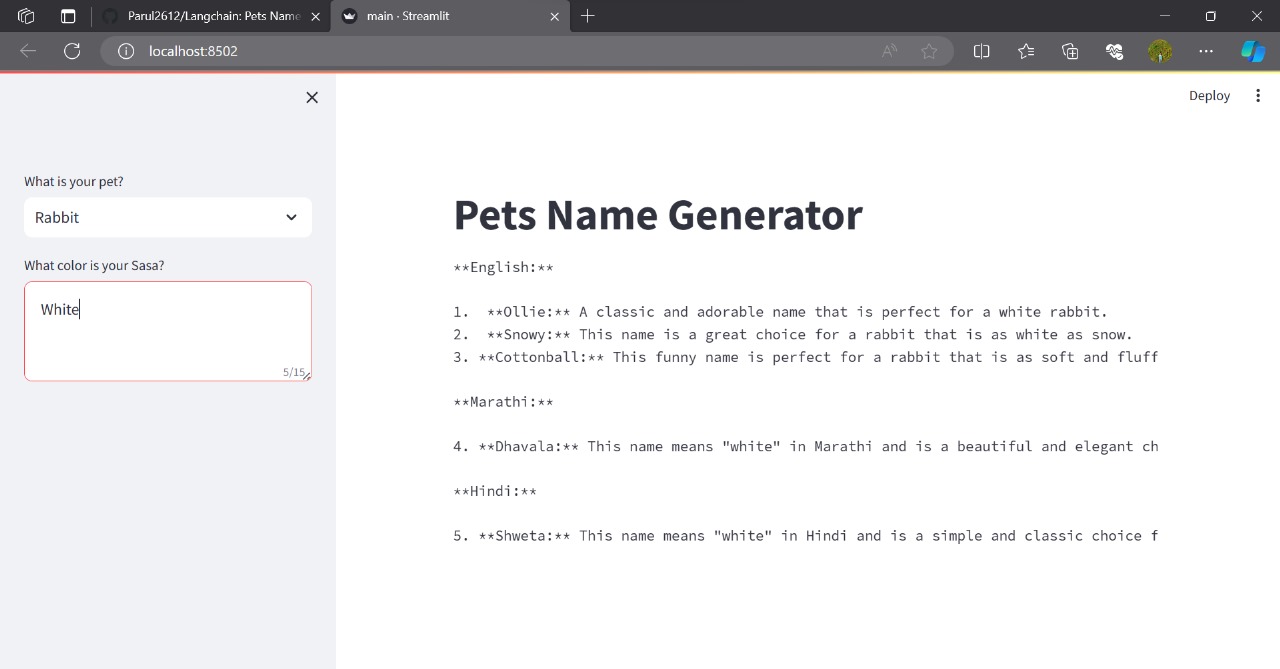 Parul2612/Langchain: Pets Name
main · Streamlit
localhost:8502
Deploy
What is your pet?
Rabbit
What color is your Sasa?
White
5/15
Pets Name Generator
**English:**
1.  **Ollie:** A classic and adorable name that is perfect for a white rabbit.
2.  **Snowy:** This name is a great choice for a rabbit that is as white as snow.
3. **Cottonball:** This funny name is perfect for a rabbit that is as soft and fluff
**Marathi:**
4. **Dhavala:** This name means "white" in Marathi and is a beautiful and elegant ch
**Hindi:**
5. **Shweta:** This name means "white" in Hindi and is a simple and classic choice f